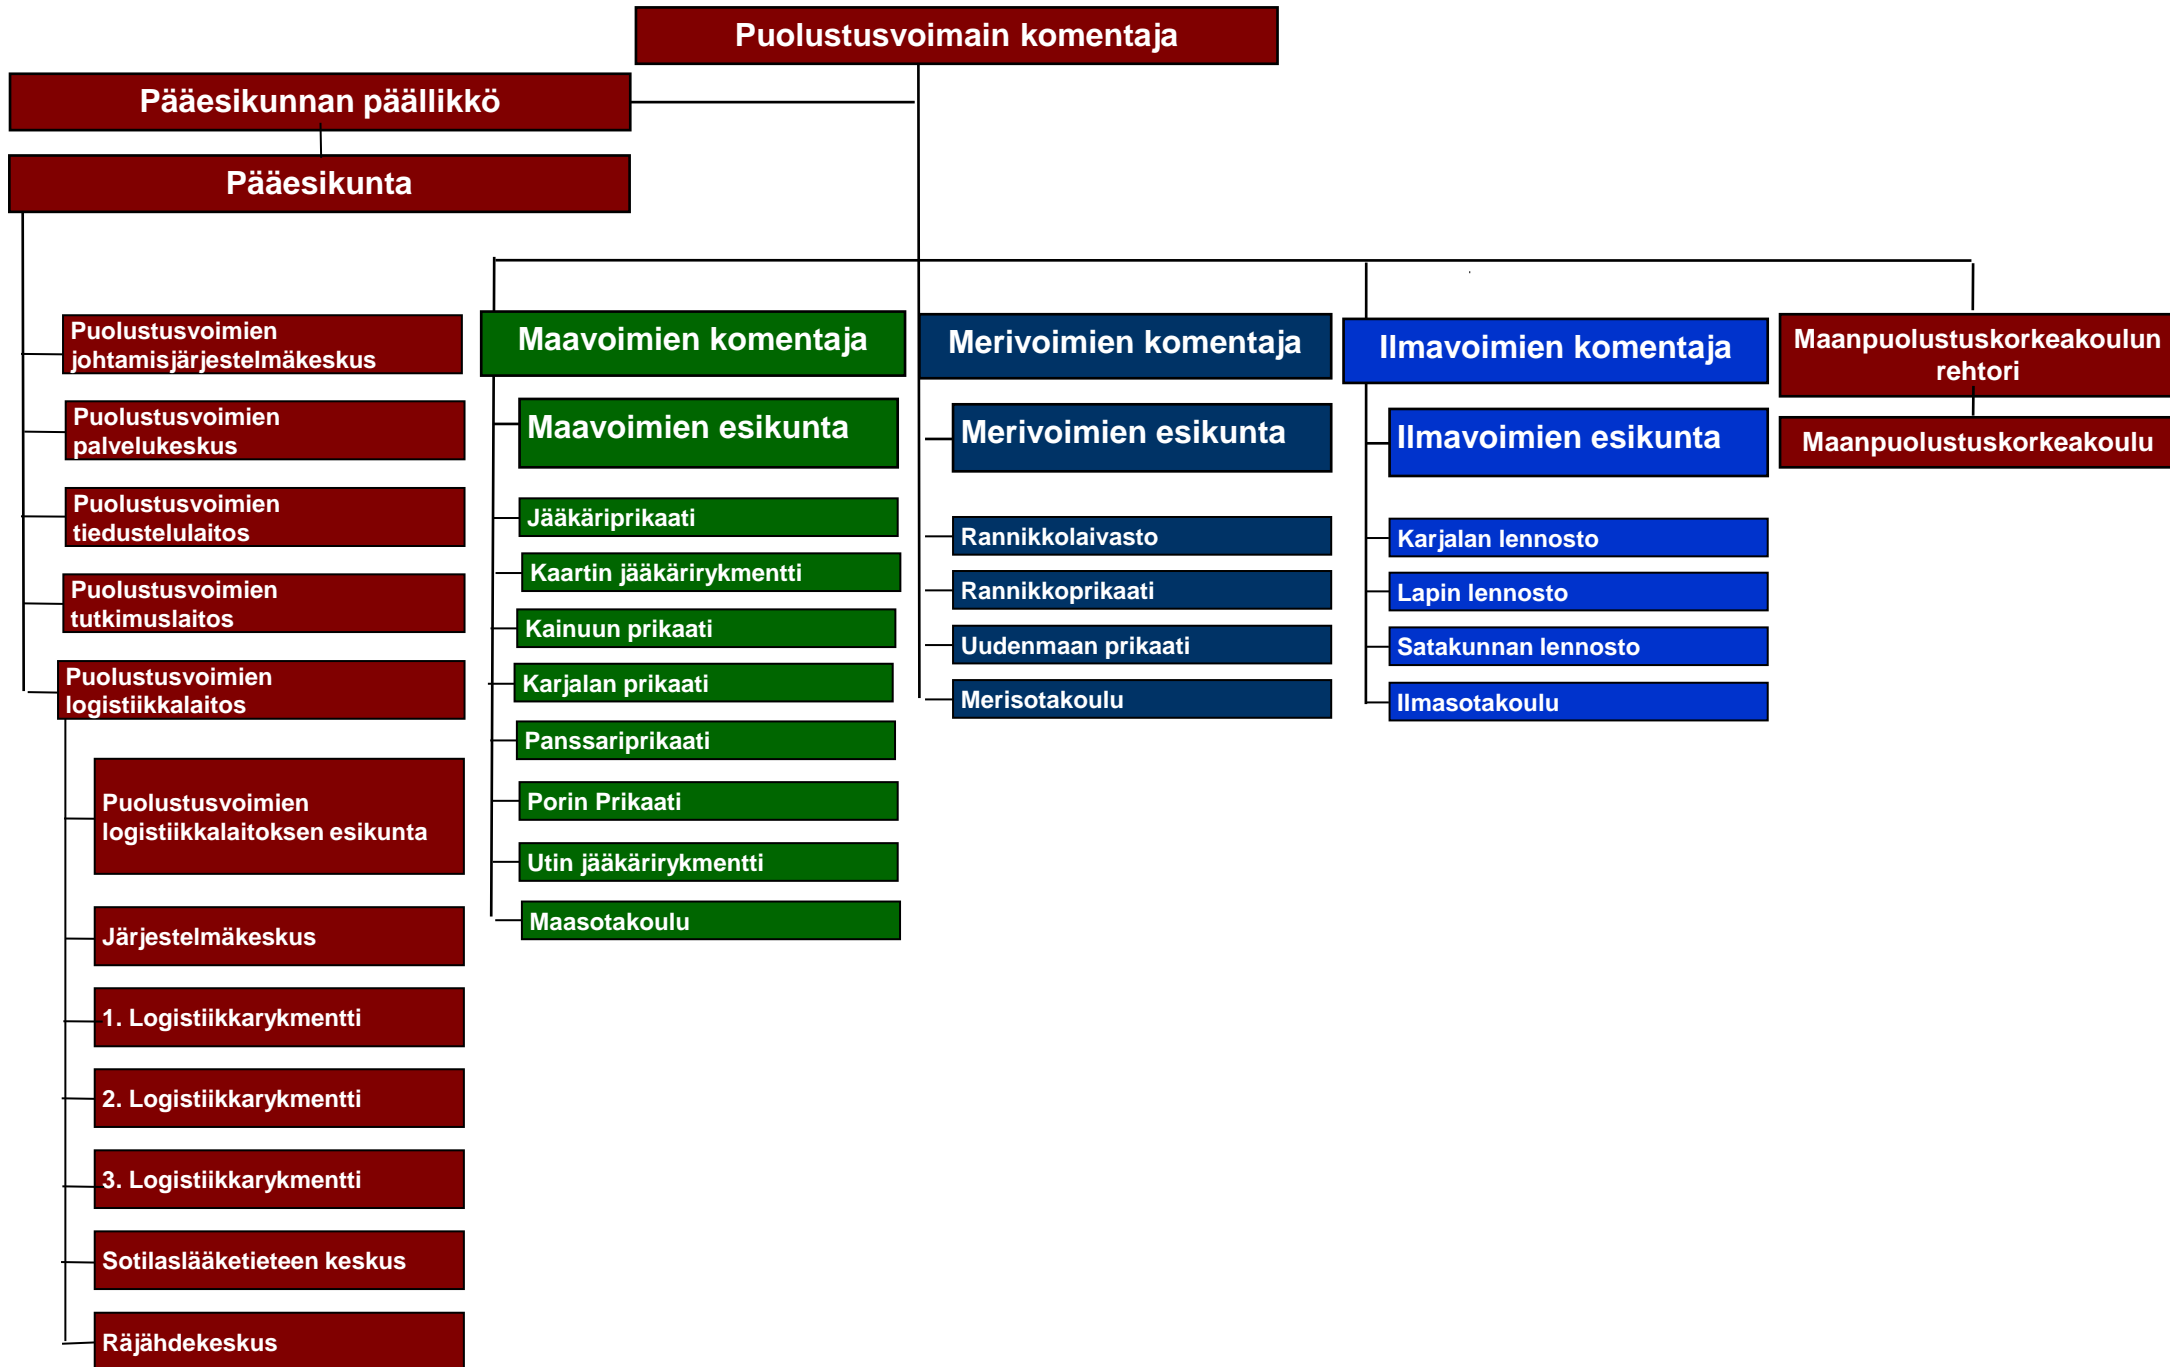 Puolustusvoimain komentaja
Pääesikunnan päällikkö
Pääesikunta
Puolustusvoimien
johtamisjärjestelmäkeskus
Puolustusvoimien
palvelukeskus
Puolustusvoimien
tiedustelulaitos
Puolustusvoimien
tutkimuslaitos
Puolustusvoimien
logistiikkalaitos
Puolustusvoimien
logistiikkalaitoksen esikunta
Järjestelmäkeskus
1. Logistiikkarykmentti
2. Logistiikkarykmentti
3. Logistiikkarykmentti
Sotilaslääketieteen keskus
Räjähdekeskus
Maavoimien komentaja
Maavoimien esikunta
Jääkäriprikaati
Kaartin jääkärirykmentti
Kainuun prikaati
Karjalan prikaati
Panssariprikaati
Porin Prikaati
Utin jääkärirykmentti
Maasotakoulu
Merivoimien komentaja
Merivoimien esikunta
Rannikkolaivasto
Rannikkoprikaati
Uudenmaan prikaati
Merisotakoulu
Ilmavoimien komentaja
Ilmavoimien esikunta
Karjalan lennosto
Lapin lennosto
Satakunnan lennosto
Ilmasotakoulu
Maanpuolustuskorkeakoulun
rehtori
Maanpuolustuskorkeakoulu